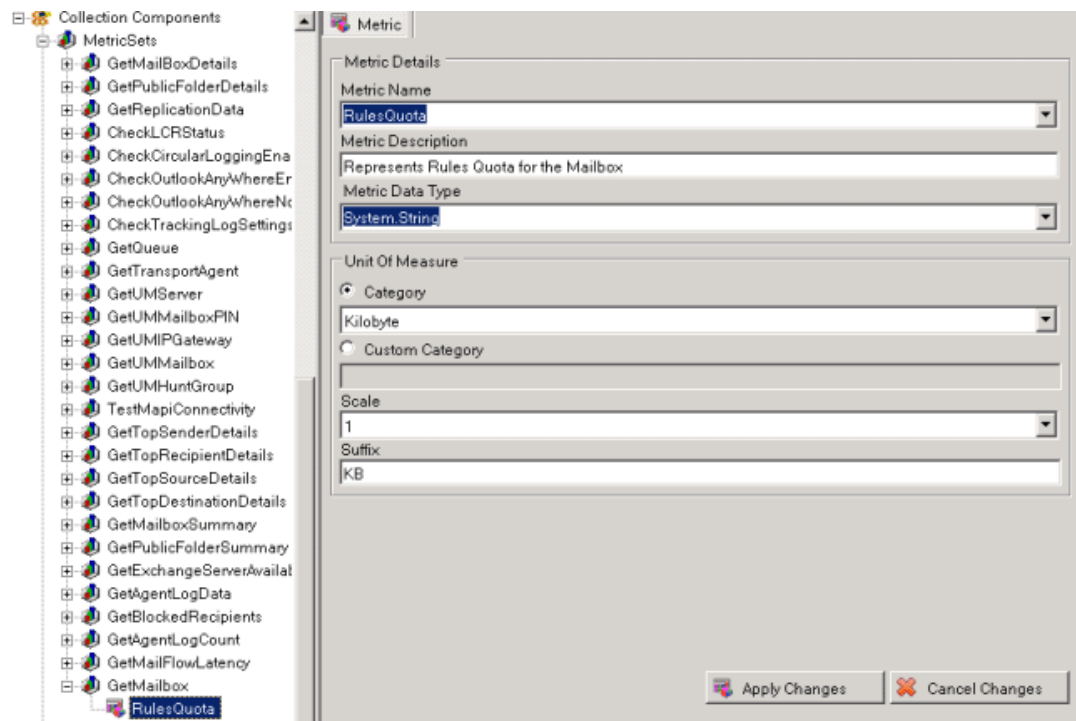 Collection Components
MetricSets
GetMailBoxDetails
GetPublicFolderDetails
GetReplicationData
CheckLCRStatus
CheckCircularLoggingEna
CheckOutlookAnyWhereEr
CheckOutlookAnyWhereNc
CheckTrackingLogSettings
GetQueue
GetTransportAgent
GetUMServer
GetUMMailboxPIN
GetUMIPGateway
GetUMMailbox
GetUMHuntGroup
TestMapiConnectivity
GetTopSenderDetails
GetTopRecipientDetails
GetTopSourceDetails
GetTopDestinationDetails
GetMailboxSummary
GetPublicFolderSummary
GetExchangeServerAvailat
GetAgentLogData
GetBlockedRecipients
GetAgentLogCount
GetMailFlowLatency
GetMailbox
RulesQuota
Metric
Metric Details
Metric Name
RulesQuota
Metric Description
Represents Rules Quota for the Mailbox
Metric Data Type
System.String
Unit Of Measure
Category
Kilobyte
Custom Category
Scale
1
Suffix
KB
Apply Changes
Cancel Changes